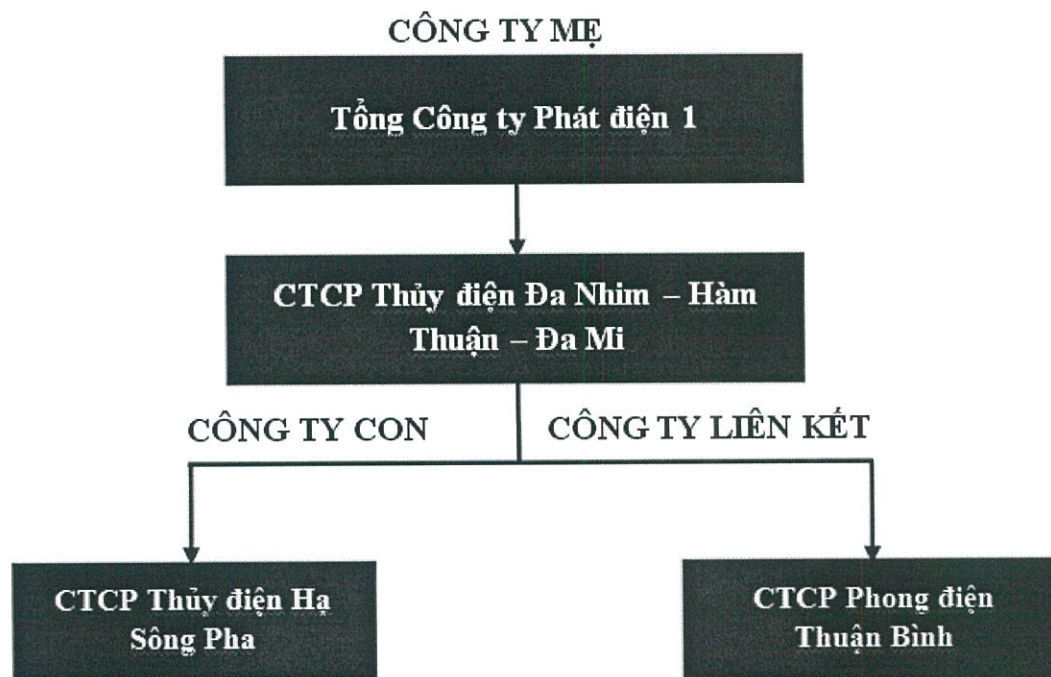 CÔNG TY MẸ
Tổng Công ty Phát điện 1
CTCP Thủy điện Đa Nhim – Hàm
Thuận – Đa Mi
CÔNG TY CON
CÔNG TY LIÊN KẾT
CTCP Thủy điện Hạ
Sông Pha
CTCP Phong điện
Thuận Bình